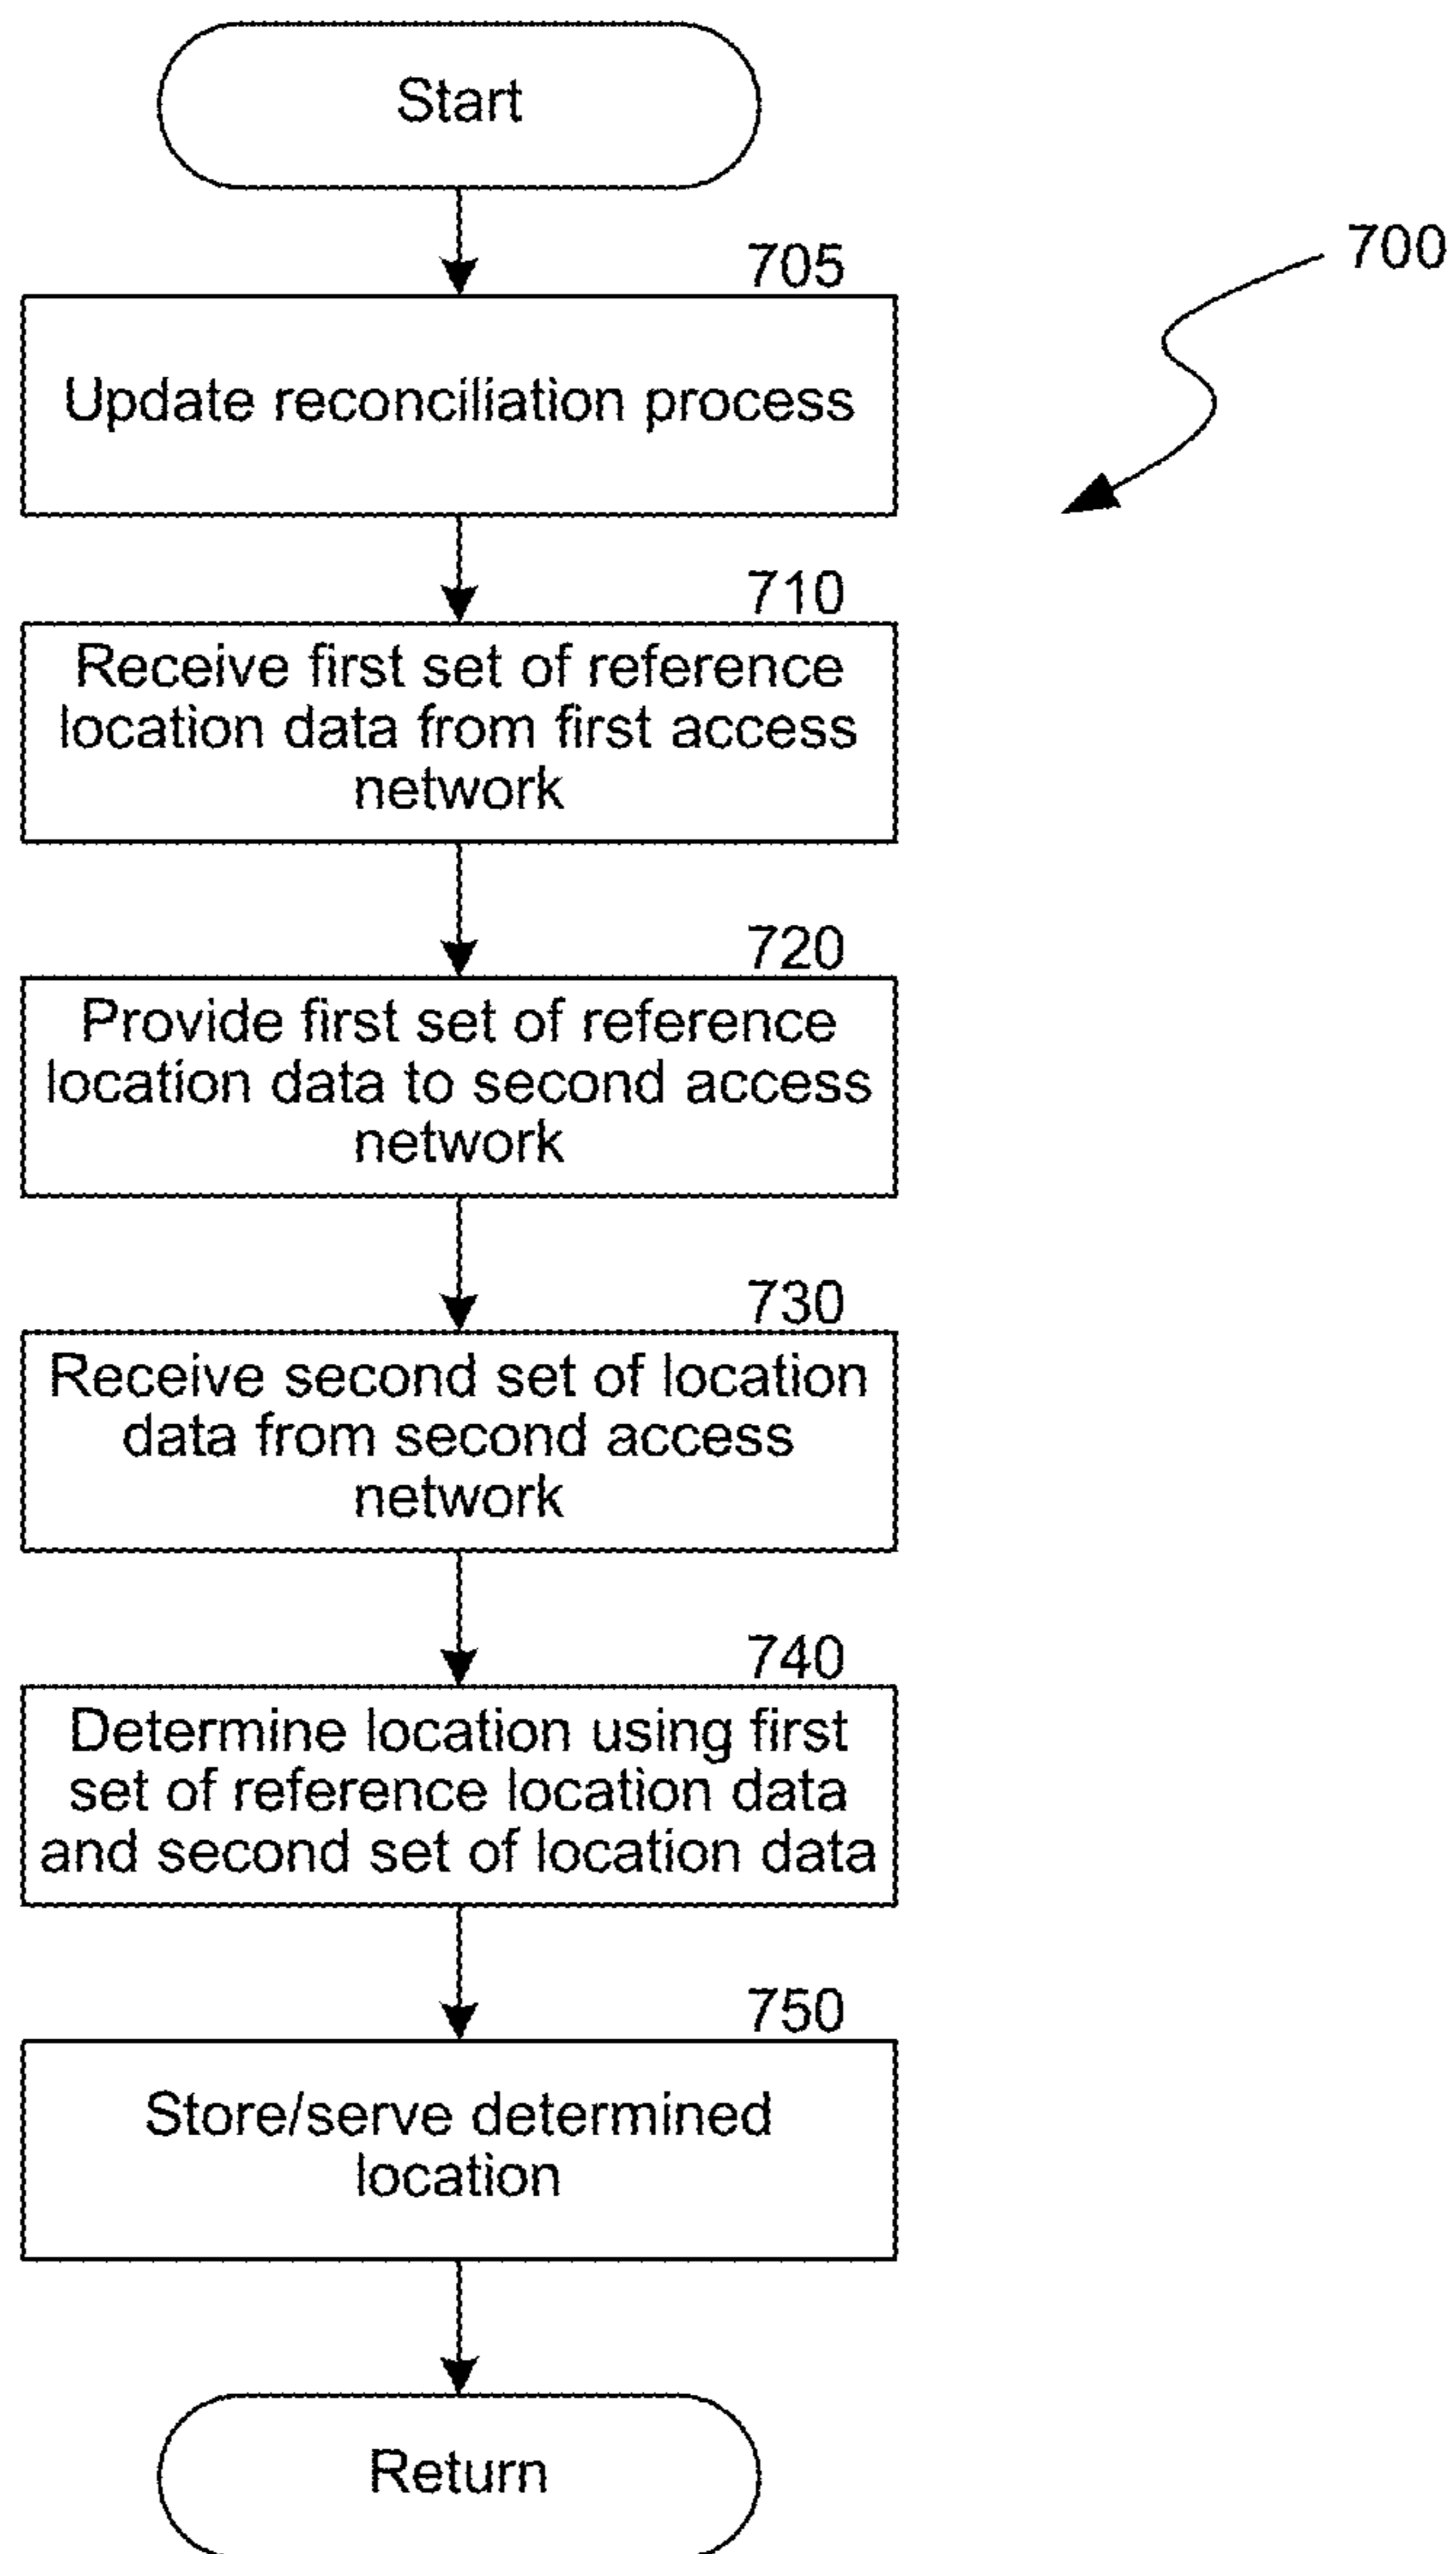 Start
705
700
Update reconciliation process
710
Receive first set of reference
location data from first access
network
720
Provide first set of reference
location data to second access
network
730
Receive second set of location
data from second access
network
740
Determine location using first
set of reference location data
and second set of location data
750
Store/serve determined
location
Return